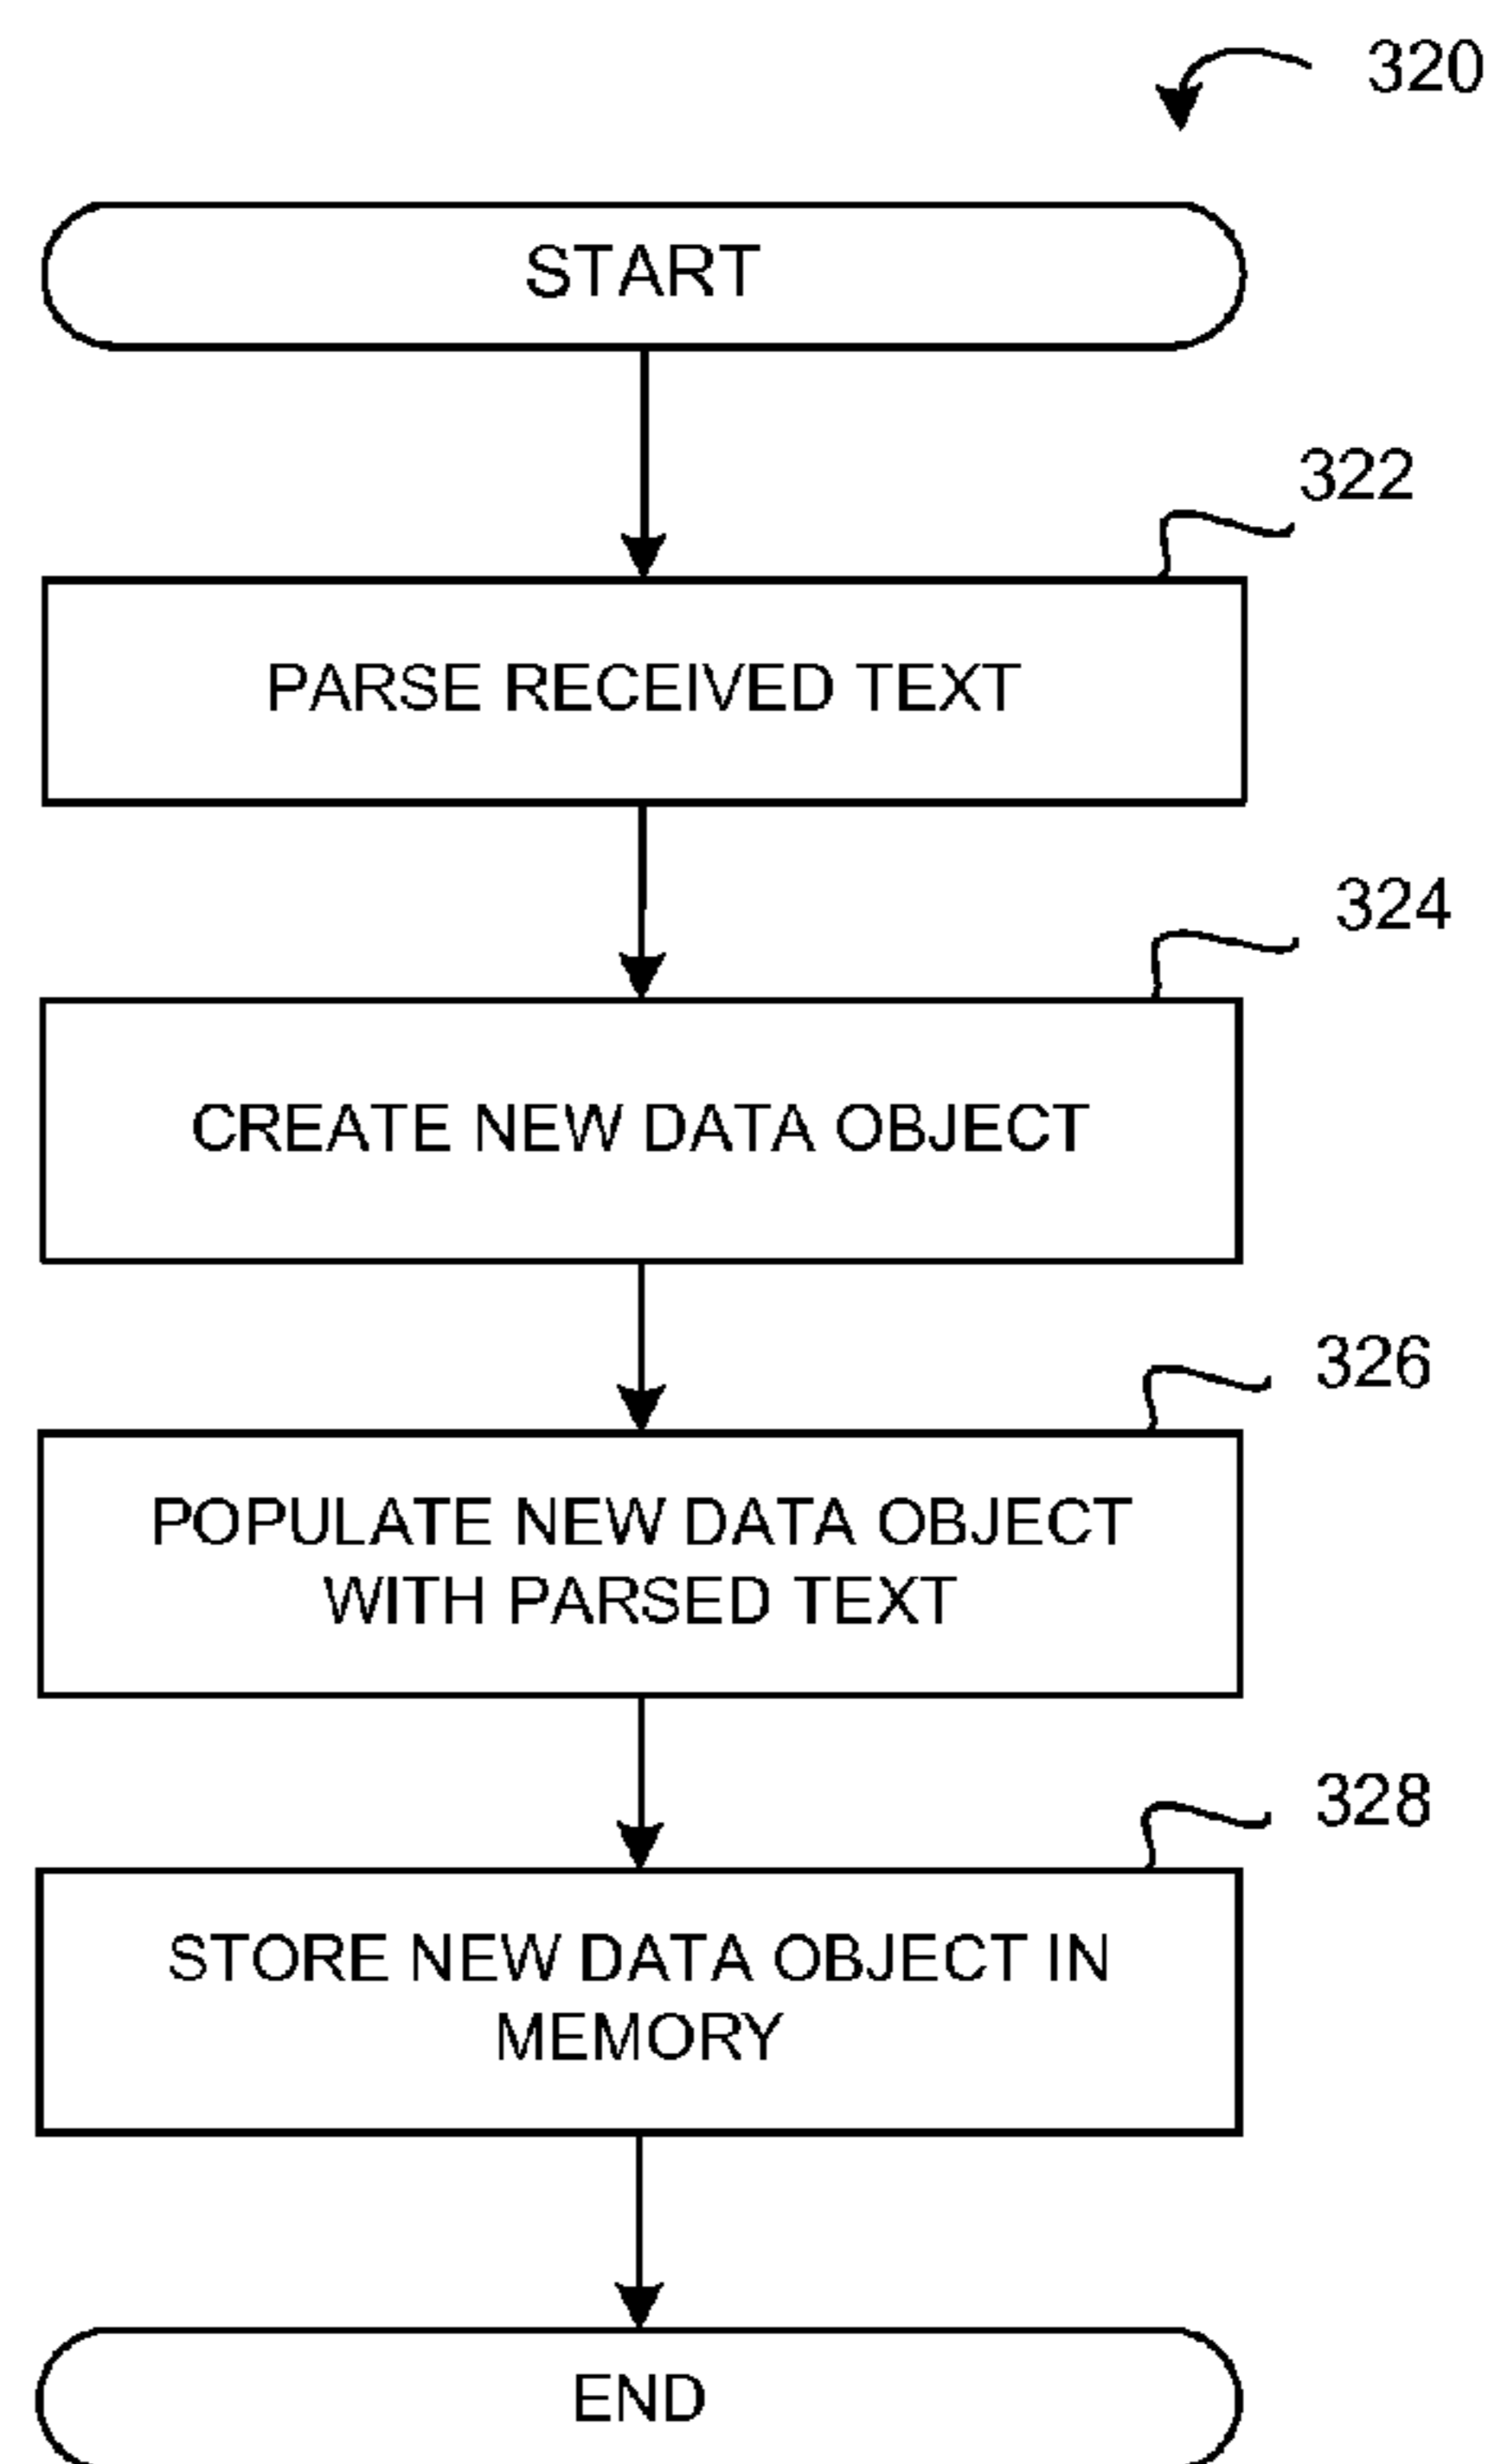 320
START
322
PARSE RECEIVED TEXT
324
CREATE NEW DATA OBJECT
326
POPULATE NEW DATA OBJECT
WITH PARSED TEXT
328
STORE NEW DATA OBJECT IN
MEMORY
END